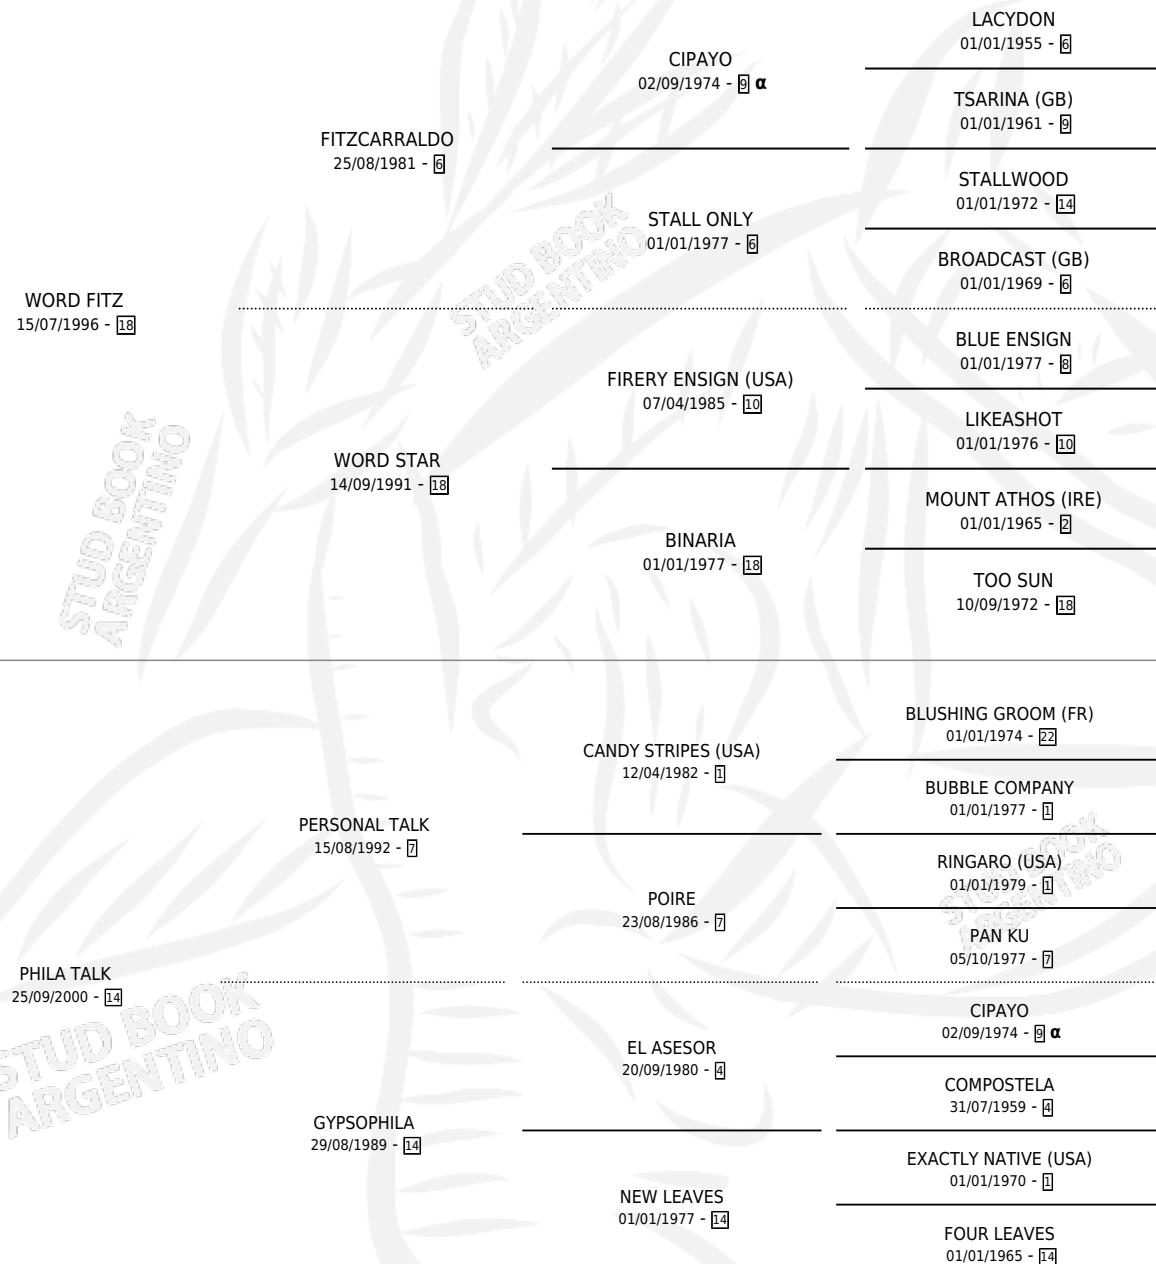 LACYDON
01/01/1955 - 6
CIPAYO
02/09/1974 - 9 α
TSARINA (GB)
01/01/1961 - 9
FITZCARRALDO
25/08/1981 - 6
STALLWOOD
01/01/1972 - 14
STALL ONLY
01/01/1977 - 6
BROADCAST (GB)
01/01/1969 - 6
WORD FITZ
15/07/1996 - 18
BLUE ENSIGN
01/01/1977 - 8
FIRERY ENSIGN (USA)
07/04/1985 - 10
LIKEASHOT
01/01/1976 - 10
WORD STAR
14/09/1991 - 18
MOUNT ATHOS (IRE)
01/01/1965 - 2
BINARIA
01/01/1977 - 18
TOO SUN
10/09/1972 - 18
BLUSHING GROOM (FR)
01/01/1974 - 22
CANDY STRIPES (USA)
12/04/1982 - 1
BUBBLE COMPANY
01/01/1977 - 1
PERSONAL TALK
15/08/1992 - 7
RINGARO (USA)
01/01/1979 - 1
POIRE
23/08/1986 - 7
PAN KU
05/10/1977 - 7
PHILA TALK
25/09/2000 - 14
CIPAYO
02/09/1974 - 9 α
EL ASESOR
20/09/1980 - 4
COMPOSTELA
31/07/1959 - 4
GYPSOPHILA
29/08/1989 - 14
EXACTLY NATIVE (USA)
01/01/1970 - 1
NEW LEAVES
01/01/1977 - 14
FOUR LEAVES
01/01/1965 - 14
STUD BOOK
ARGENTINO
STUD BOOK
ARGENTINO
STUD BOOK
ARGENTINO
STUD BOOK
ARGENTINO